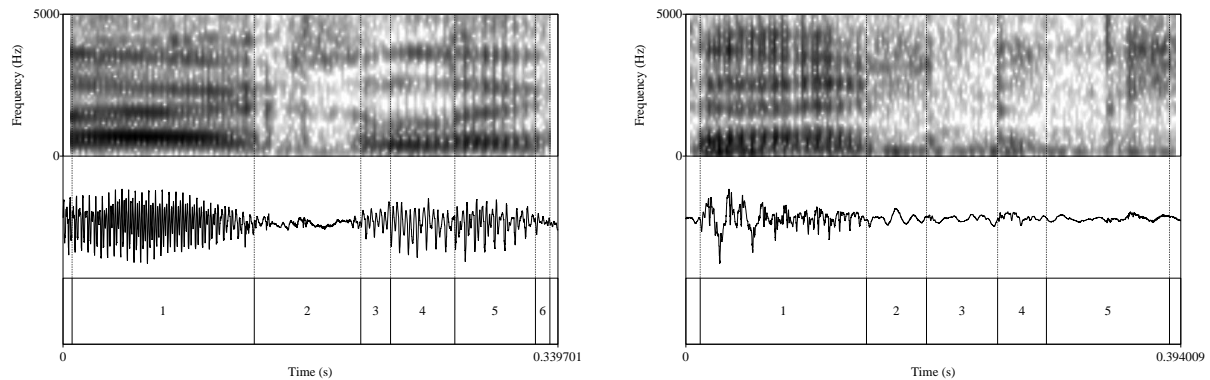 5000
Frequency (Hz)
0
1 2 3 4 5 6
0 0.339701
Time (s)
5000
Frequency (Hz)
0
1 2 3 4 5
0 0.394009
Time (s)